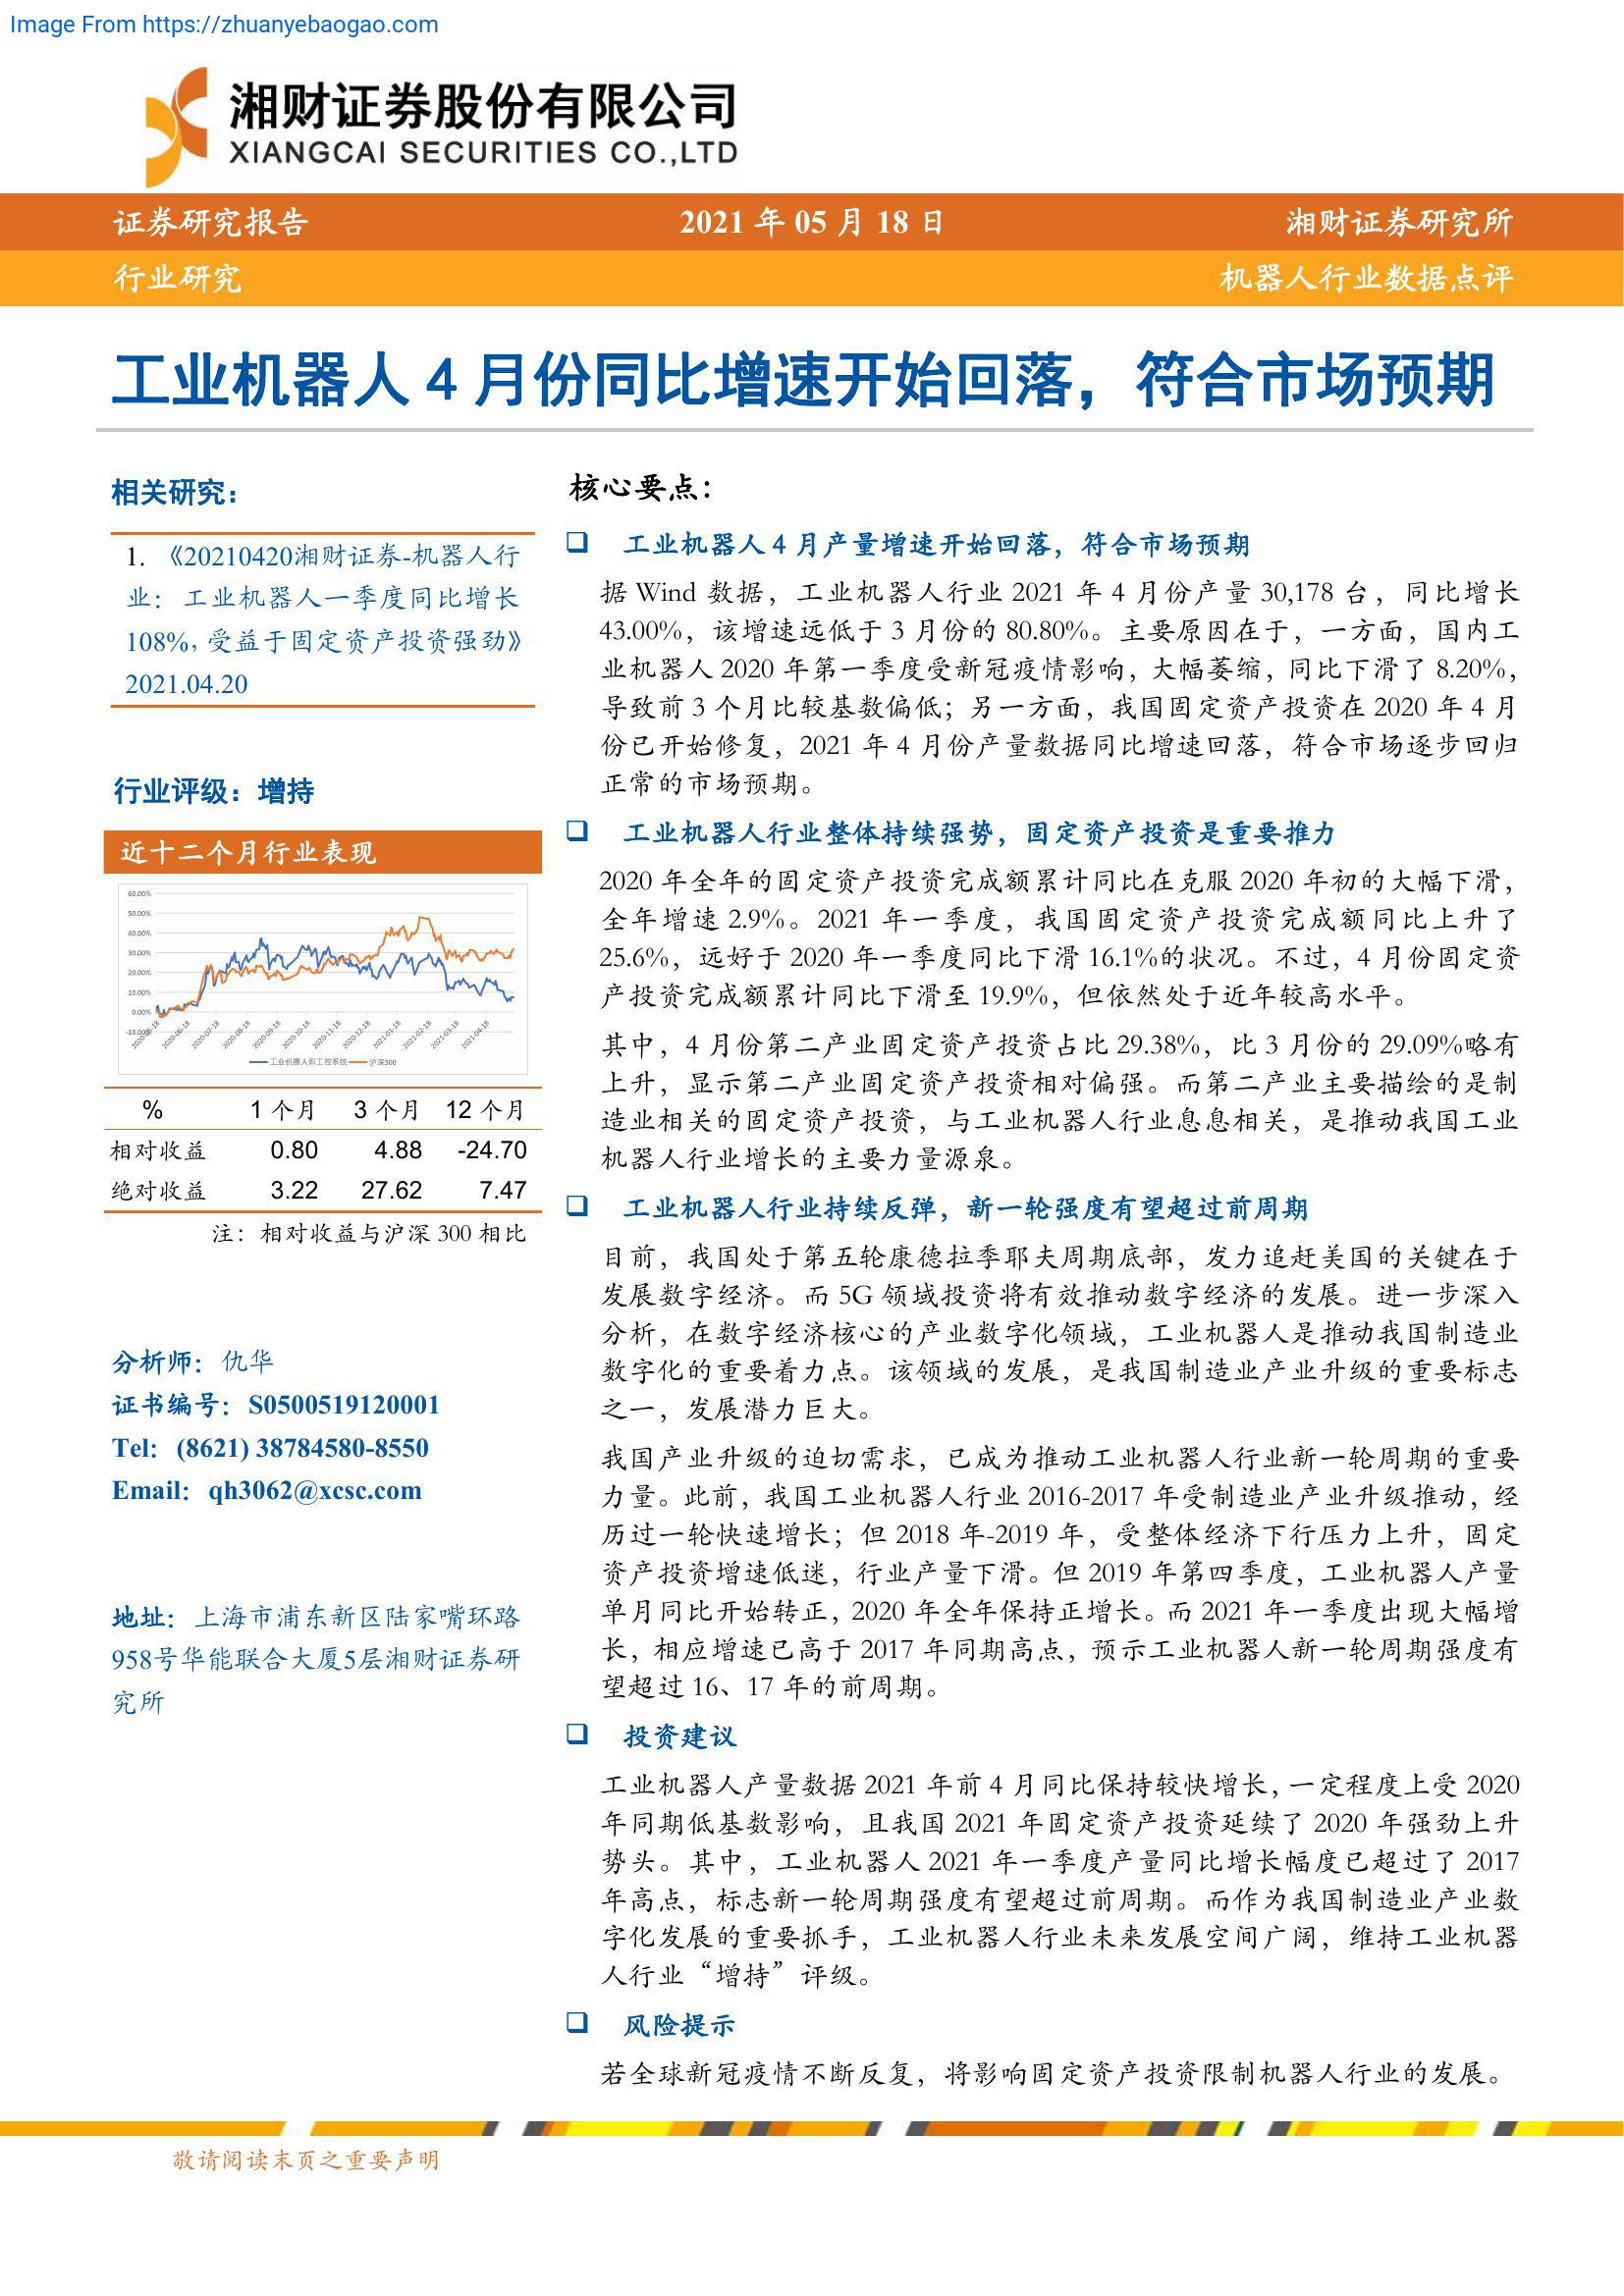 Image From https://zhuanyebaogao.com
湘财证券股份有限公司
XIANGCAI SECURITIES CO.,LTD
证券研究报告 2021 年 05 月 18 日 湘财证券研究所
行业研究 机器人行业数据点评
工业机器人 4 月份同比增速开始回落，符合市场预期
相关研究：
1. 《20210420湘财证券-机器人行
业：工业机器人一季度同比增长
108%，受益于固定资产投资强劲》
2021.04.20
行业评级：增持
近十二个月行业表现
60.00%
50.00%
40.00%
30.00%
20.00%
10.00%
0.00%
-10.00%
2020-05-18 2020-06-18 2020-07-18 2020-08-18 2020-09-18 2020-10-18 2020-11-18 2020-12-18 2021-01-18 2021-02-18 2021-03-18 2021-04-18
工业机器人即工控系统 沪深300
% 1 个月 3 个月 12 个月
相对收益 0.80 4.88 -24.70
绝对收益 3.22 27.62 7.47
注：相对收益与沪深 300 相比
分析师：仇华
证书编号：S0500519120001
Tel：(8621) 38784580-8550
Email：qh3062@xcsc.com
地址：上海市浦东新区陆家嘴环路
958号华能联合大厦5层湘财证券研
究所
核心要点：
❑ 工业机器人 4 月产量增速开始回落，符合市场预期
据 Wind 数据，工业机器人行业 2021 年 4 月份产量 30,178 台，同比增长
43.00%，该增速远低于 3 月份的 80.80%。主要原因在于，一方面，国内工
业机器人 2020 年第一季度受新冠疫情影响，大幅萎缩，同比下滑了 8.20%，
导致前 3 个月比较基数偏低；另一方面，我国固定资产投资在 2020 年 4 月
份已开始修复，2021 年 4 月份产量数据同比增速回落，符合市场逐步回归
正常的市场预期。
❑ 工业机器人行业整体持续强势，固定资产投资是重要推力
2020 年全年的固定资产投资完成额累计同比在克服 2020 年初的大幅下滑，
全年增速 2.9%。2021 年一季度，我国固定资产投资完成额同比上升了
25.6%，远好于 2020 年一季度同比下滑 16.1%的状况。不过，4 月份固定资
产投资完成额累计同比下滑至 19.9%，但依然处于近年较高水平。
其中，4 月份第二产业固定资产投资占比 29.38%，比 3 月份的 29.09%略有
上升，显示第二产业固定资产投资相对偏强。而第二产业主要描绘的是制
造业相关的固定资产投资，与工业机器人行业息息相关，是推动我国工业
机器人行业增长的主要力量源泉。
❑ 工业机器人行业持续反弹，新一轮强度有望超过前周期
目前，我国处于第五轮康德拉季耶夫周期底部，发力追赶美国的关键在于
发展数字经济。而 5G 领域投资将有效推动数字经济的发展。进一步深入
分析，在数字经济核心的产业数字化领域，工业机器人是推动我国制造业
数字化的重要着力点。该领域的发展，是我国制造业产业升级的重要标志
之一，发展潜力巨大。
我国产业升级的迫切需求，已成为推动工业机器人行业新一轮周期的重要
力量。此前，我国工业机器人行业 2016-2017 年受制造业产业升级推动，经
历过一轮快速增长；但 2018 年-2019 年，受整体经济下行压力上升，固定
资产投资增速低迷，行业产量下滑。但 2019 年第四季度，工业机器人产量
单月同比开始转正，2020 年全年保持正增长。而 2021 年一季度出现大幅增
长，相应增速已高于 2017 年同期高点，预示工业机器人新一轮周期强度有
望超过 16、17 年的前周期。
❑ 投资建议
工业机器人产量数据 2021 年前 4 月同比保持较快增长，一定程度上受 2020
年同期低基数影响，且我国 2021 年固定资产投资延续了 2020 年强劲上升
势头。其中，工业机器人 2021 年一季度产量同比增长幅度已超过了 2017
年高点，标志新一轮周期强度有望超过前周期。而作为我国制造业产业数
字化发展的重要抓手，工业机器人行业未来发展空间广阔，维持工业机器
人行业“增持”评级。
❑ 风险提示
若全球新冠疫情不断反复，将影响固定资产投资限制机器人行业的发展。
敬请阅读末页之重要声明